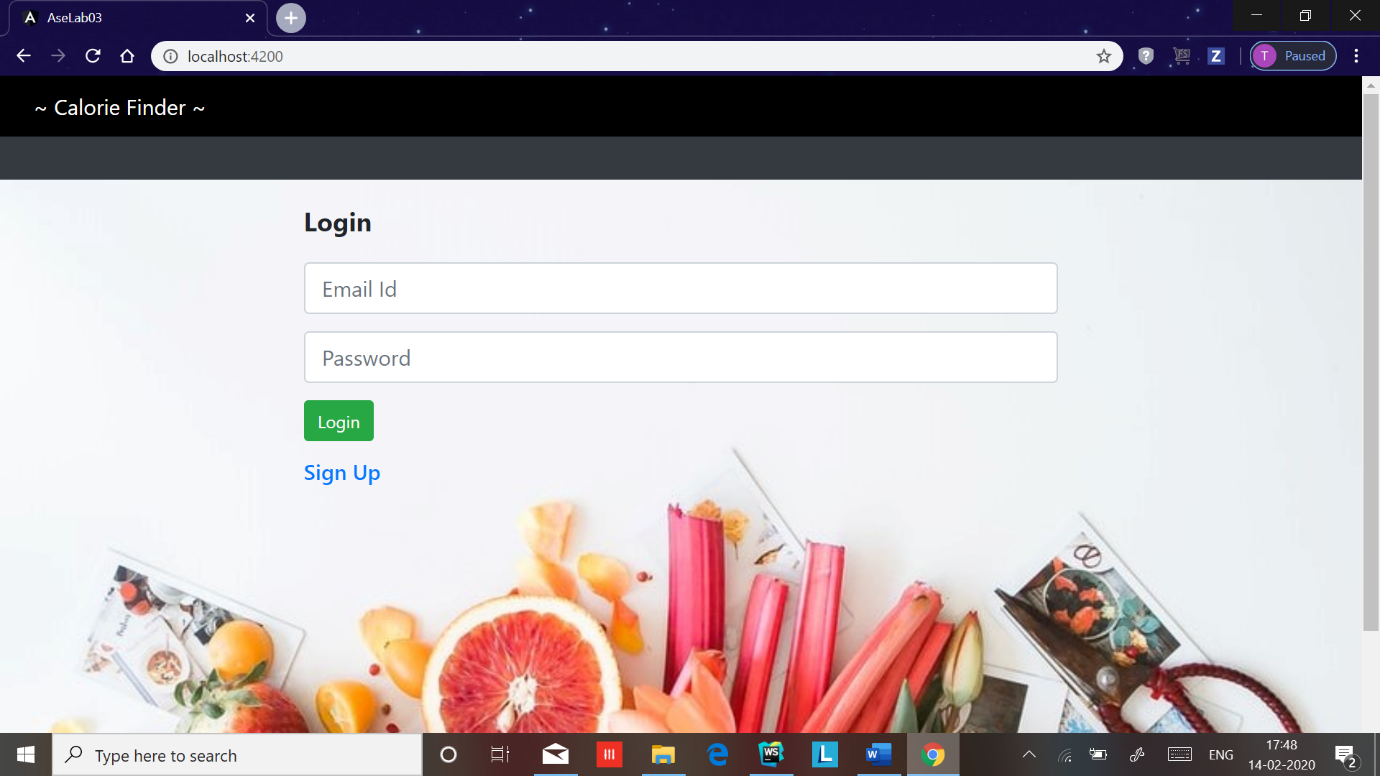 AseLab03
localhost:4200
T Paused
~ Calorie Finder ~
Login
Email Id
Password
Login
Sign Up
Type here to search
ENG
17:48
14-02-2020
2